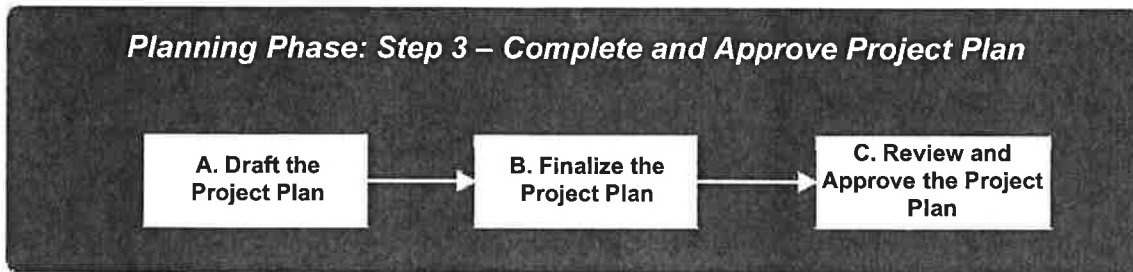 Planning Phase: Step 3 – Complete and Approve Project Plan
A. Draft the
Project Plan
B. Finalize the
Project Plan
C. Review and
Approve the Project
Plan